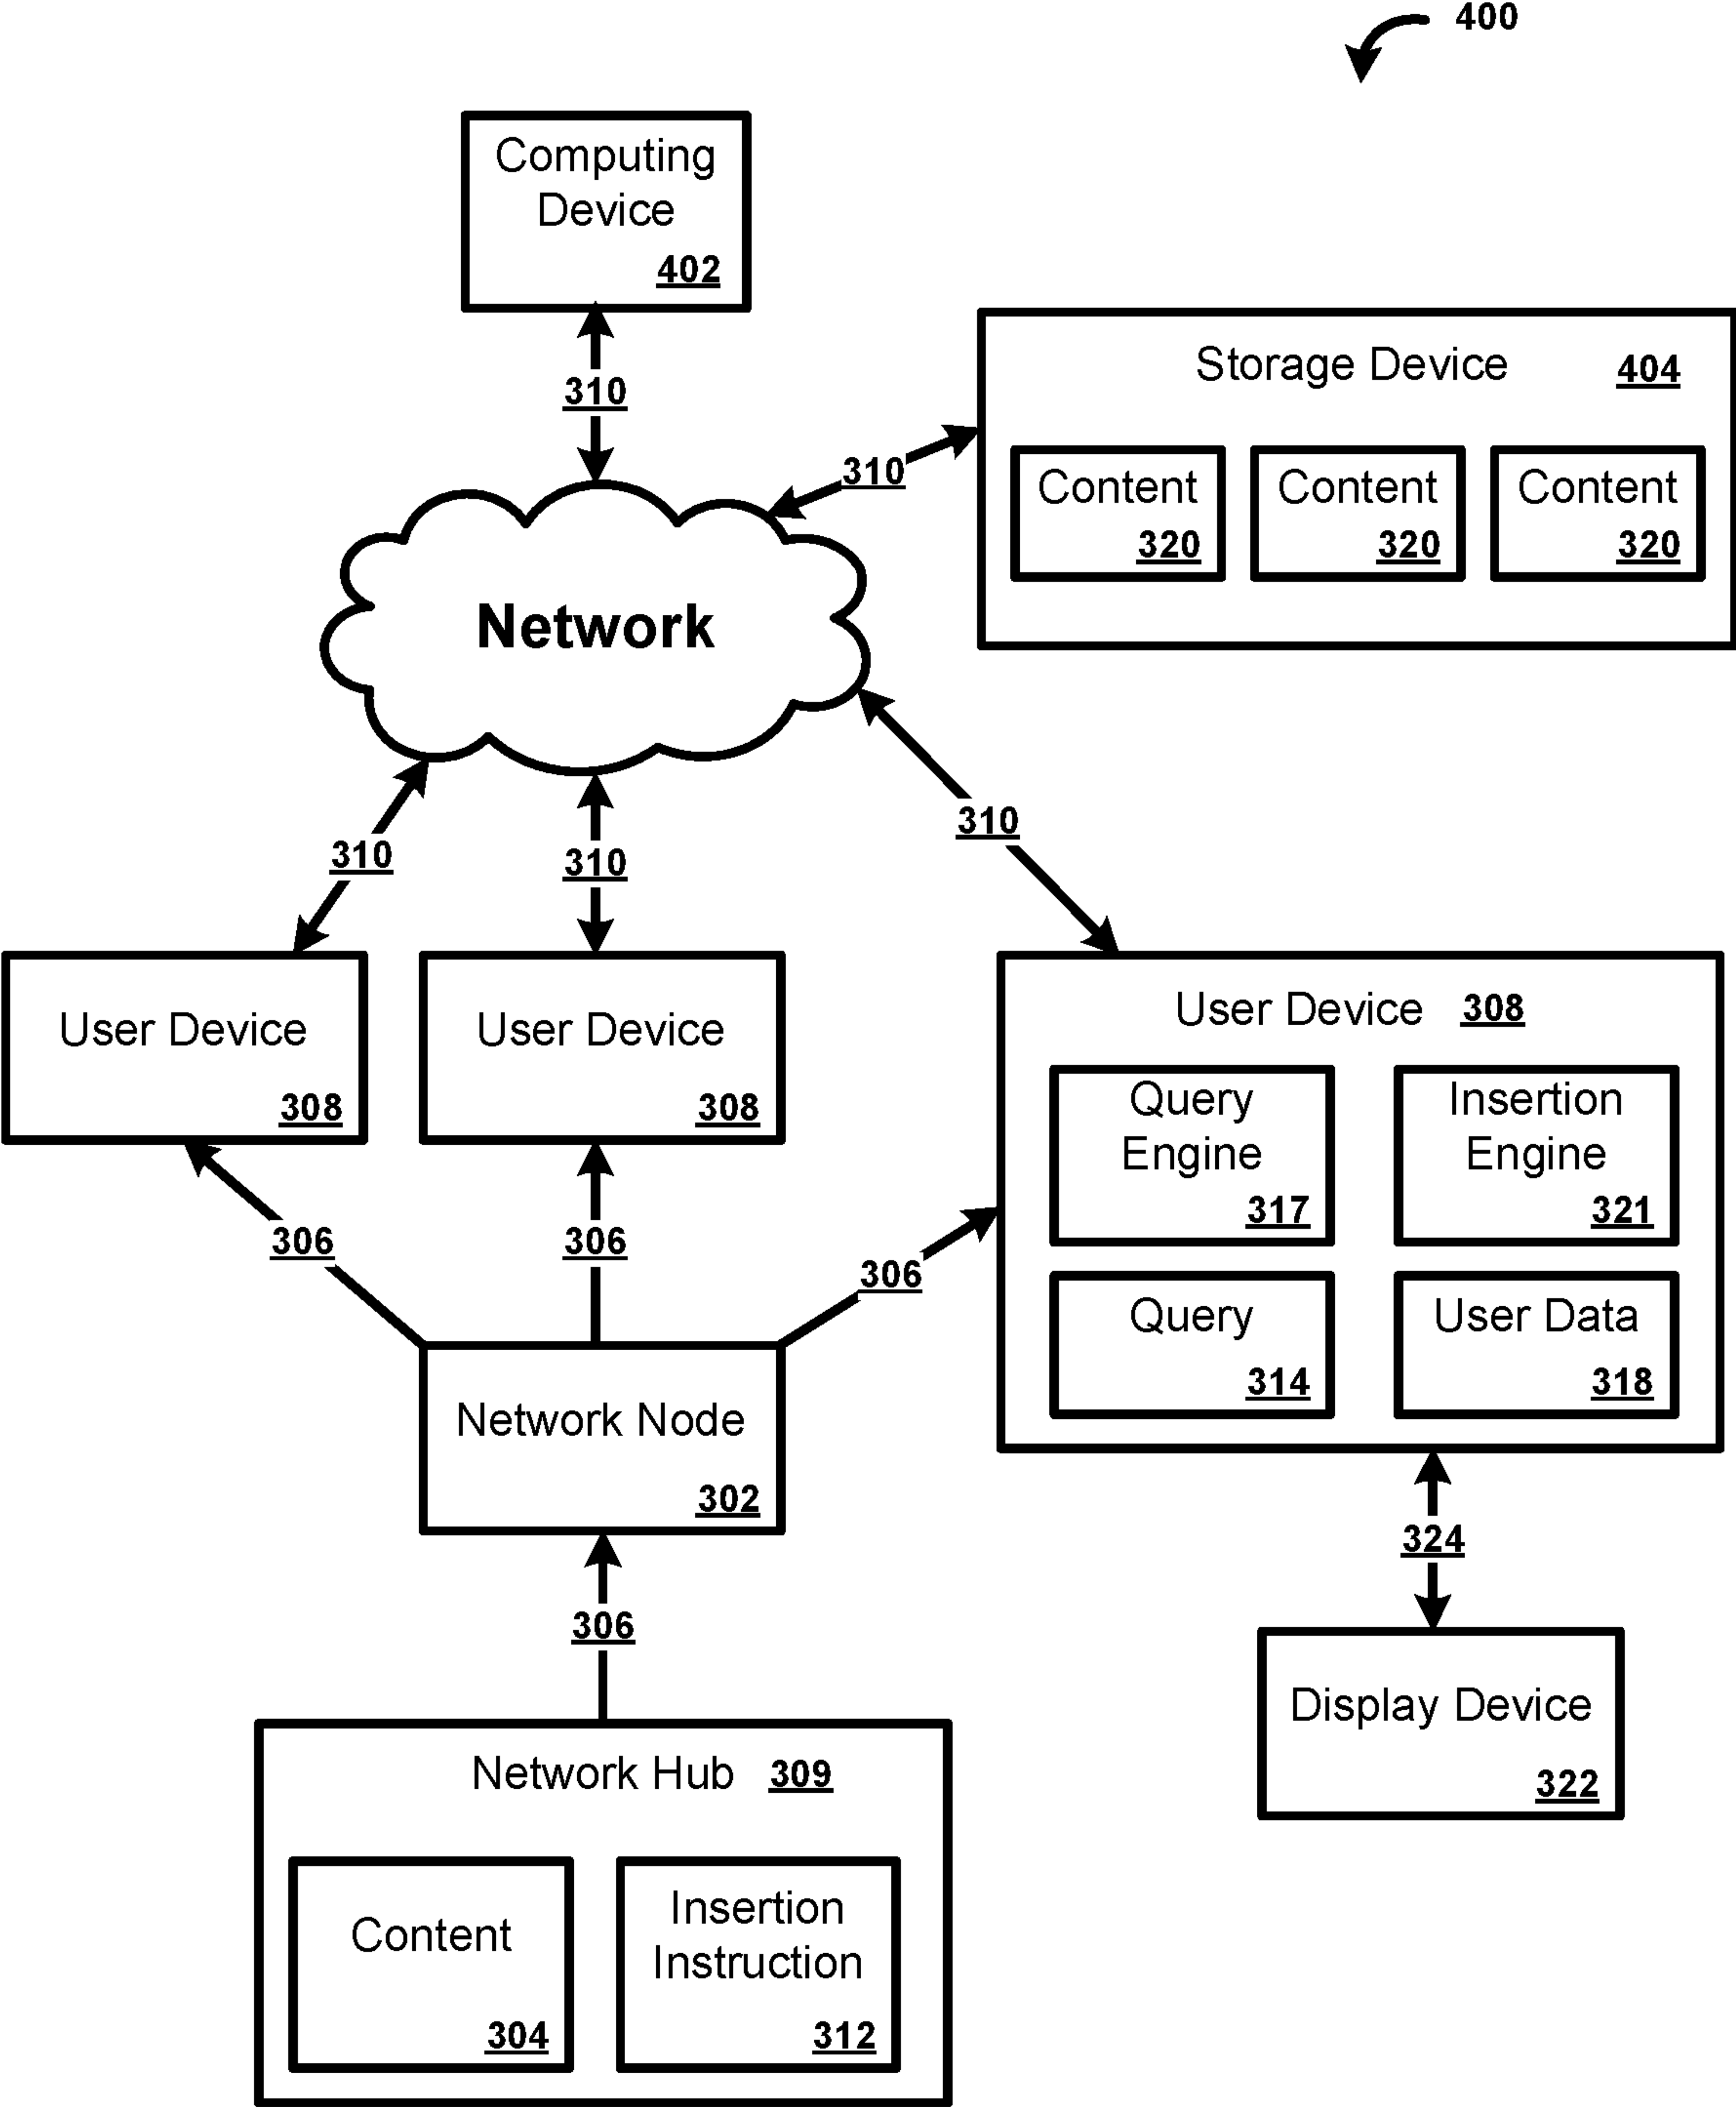 400
Computing
Device
402
310
Storage Device 404
310
Content
320
Content
320
Content
320
Network
310
310
310
User Device
308
User Device
308
User Device 308
Query
Engine
317
Insertion
Engine
321
Query
314
User Data
318
306
306
306
Network Node
302
324
306
Display Device
322
Network Hub 309
Content
304
Insertion
Instruction
312